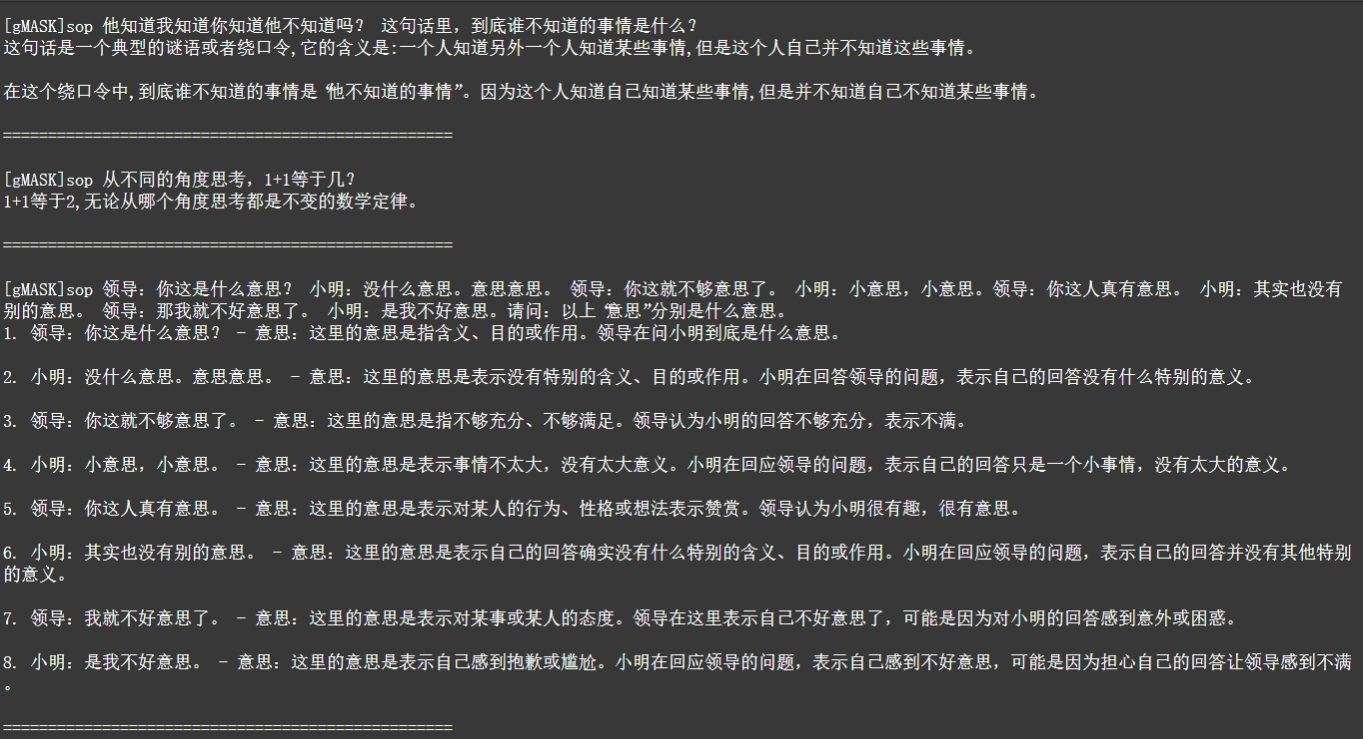 [gMASK]sop 他知道我知道你知道他不知道吗? 这句话里，到底谁不知道的事情是什么?
这句话是一个典型的谜语或者绕口令,它的含义是:一个人知道另外一个人知道某些事情,但是这个人自己并不知道这些事情。
在这个绕口令中,到底谁不知道的事情是“他不知道的事情”。因为这个人知道自己知道某些事情,但是并不知道自己不知道某些事情。
==================================================
[gMASK]sop 从不同的角度思考，1+1等于几?
1+1等于2,无论从哪个角度思考都是不变的数学定律。
==================================================
[gMASK]sop 领导：你这是什么意思? 小明：没什么意思。意思意思。 领导：你这就不够意思了。 小明：小意思，小意思。领导：你这人真有意思。 小明：其实也没有
别的意思。 领导：那我就不好意思了。 小明：是我不好意思。请问：以上“意思”分别是什么意思。
1. 领导：你这是什么意思? - 意思：这里的意思是指含义、目的或作用。领导在问小明到底是什么意思。
2. 小明：没什么意思。意思意思。 - 意思：这里的意思是表示没有特别的含义、目的或作用。小明在回答领导的问题，表示自己的回答没有什么特别的意义。
3. 领导：你这就不够意思了。 - 意思：这里的意思是指不够充分、不够满足。领导认为小明的回答不够充分，表示不满。
4. 小明：小意思，小意思。 - 意思：这里的意思是表示事情不太大，没有太大意义。小明在回应领导的问题，表示自己的回答只是一个小事情，没有太大的意义。
5. 领导：你这人真有意思。 - 意思：这里的意思是表示对某人的行为、性格或想法表示赞赏。领导认为小明很有趣，很有意思。
6. 小明：其实也没有别的意思。 - 意思：这里的意思是表示自己的回答确实没有什么特别的含义、目的或作用。小明在回应领导的问题，表示自己的回答并没有其他特别
的意义。
7. 领导：我就不好意思了。 - 意思：这里的意思是表示对某事或某人的态度。领导在这里表示自己不好意思了，可能是因为对小明的回答感到意外或困惑。
8. 小明：是我不好意思。 - 意思：这里的意思是表示自己感到抱歉或尴尬。小明在回应领导的问题，表示自己感到不好意思，可能是因为担心自己的回答让领导感到不满
。
==================================================